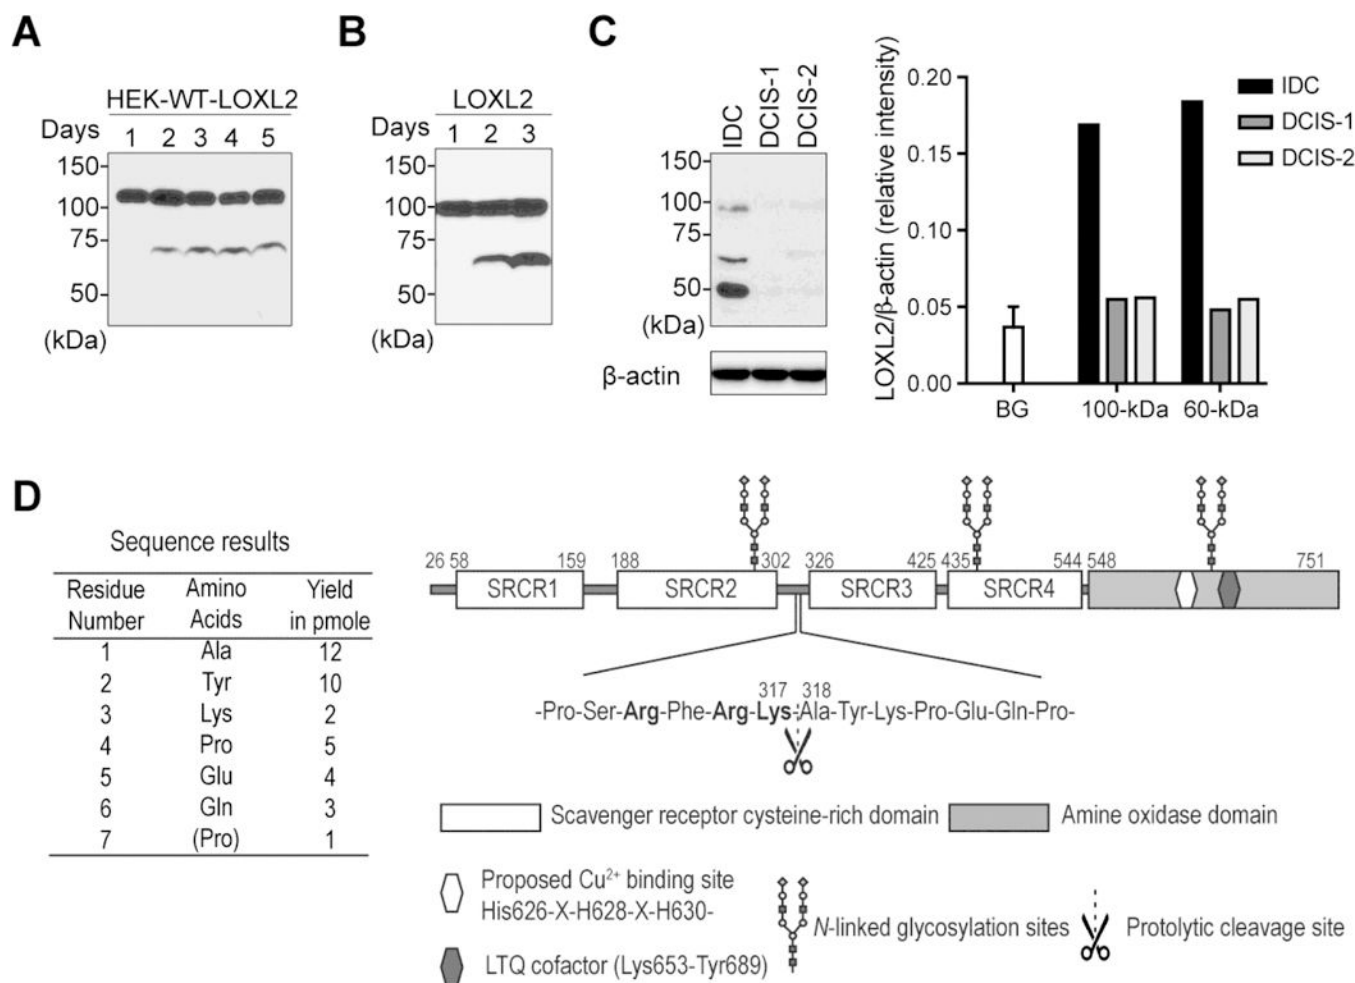 A
HEK-WT-LOXL2
Days 1 2 3 4 5
150
100
75
50
(kDa)
B
LOXL2
Days 1 2 3
150
100
75
50
(kDa)
C
IDC
DCIS-1
DCIS-2
150
100
75
50
(kDa)
β-actin
LOXL2/β-actin (relative intensity)
0.20
0.15
0.10
0.05
0.00
BG
100-kDa
60-kDa
IDC
DCIS-1
DCIS-2
D
Sequence results
Residue Amino Yield
Number Acids in pmole
1 Ala 12
2 Tyr 10
3 Lys 2
4 Pro 5
5 Glu 4
6 Gln 3
7 (Pro) 1
26 58 159 188 302 326 425 435 544 548 751
SRCR1 SRCR2 SRCR3 SRCR4
317 318
-Pro-Ser-Arg-Phe-Arg-Lys-Ala-Tyr-Lys-Pro-Glu-Gln-Pro-
Scavenger receptor cysteine-rich domain
Amine oxidase domain
Proposed Cu²⁺ binding site
His626-X-H628-X-H630-
LTQ cofactor (Lys653-Tyr689)
N-linked glycosylation sites
Protolytic cleavage site